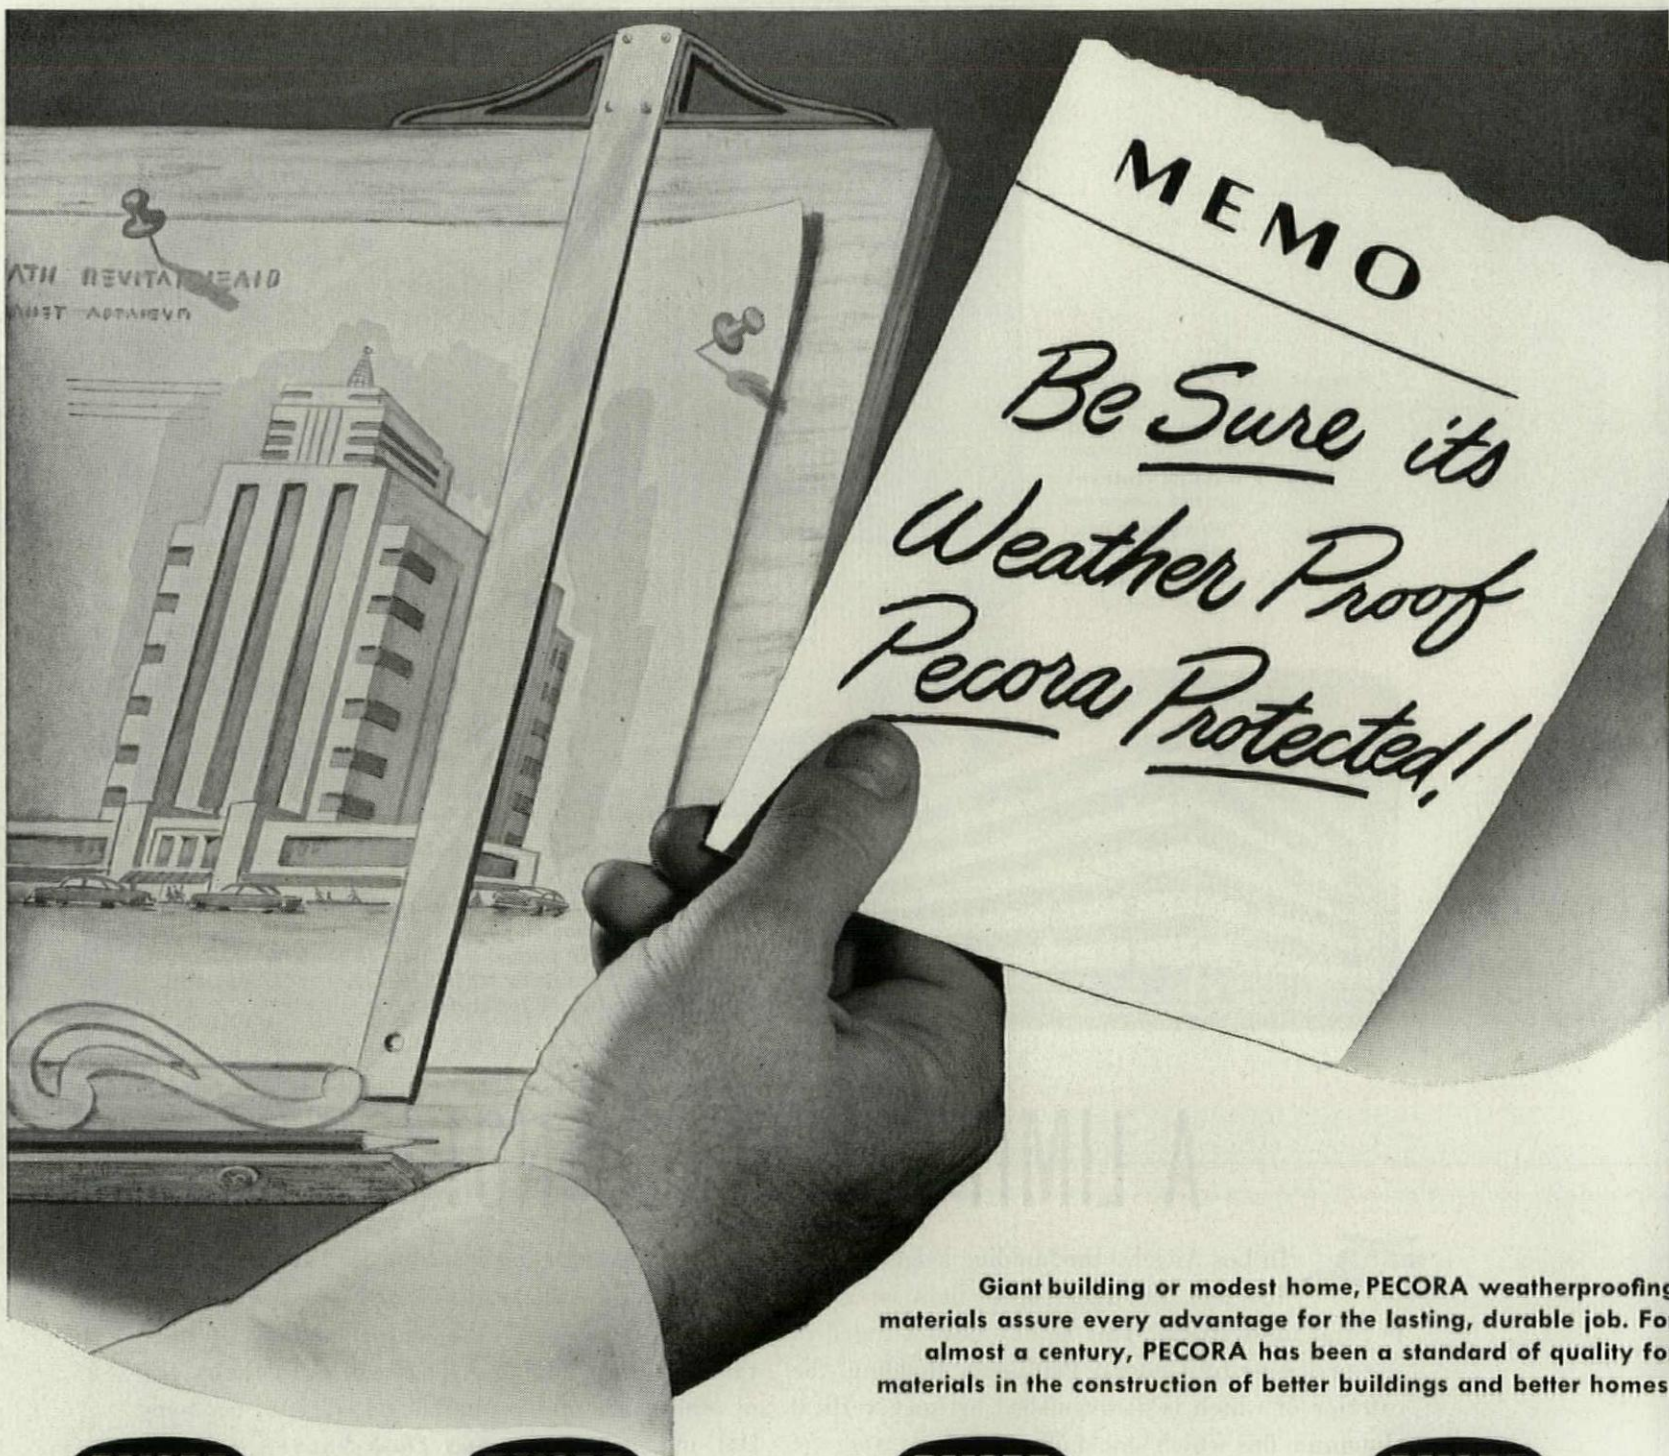 MEMO
Be Sure its
Weather Proof
Pecora Protected!
Giant building or modest home, PECORA weatherproofing
materials assure every advantage for the lasting, durable job. Fo
almost a century, PECORA has been a standard of quality fo
materials in the construction of better buildings and better homes